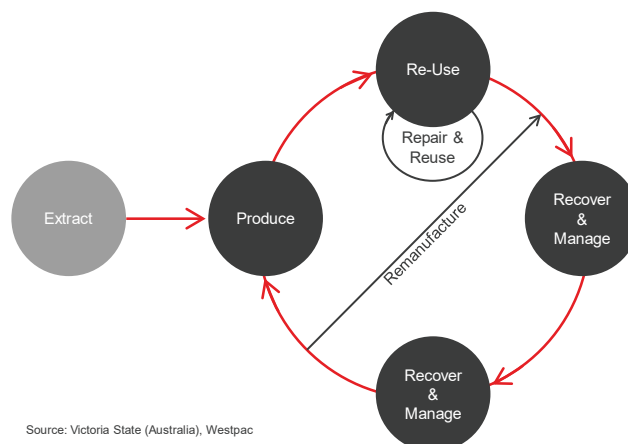 Re-Use
Repair &
Reuse
Extract
Produce
Recover
&
Manage
Remanufacture
Recover
&
Manage
Source: Victoria State (Australia), Westpac